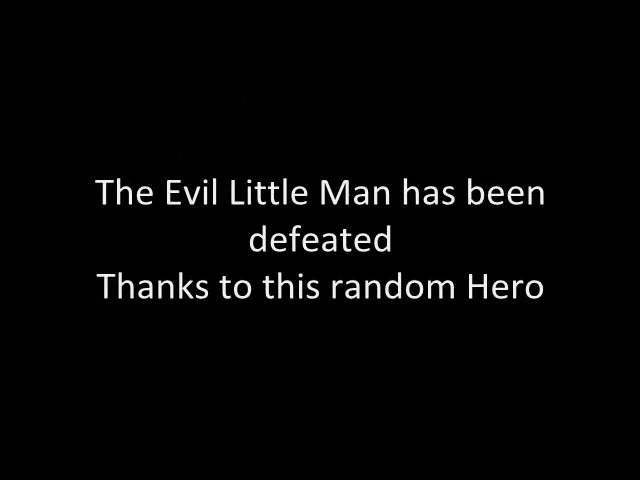 The Evil Little Man has been
defeated
Thanks to this random Hero